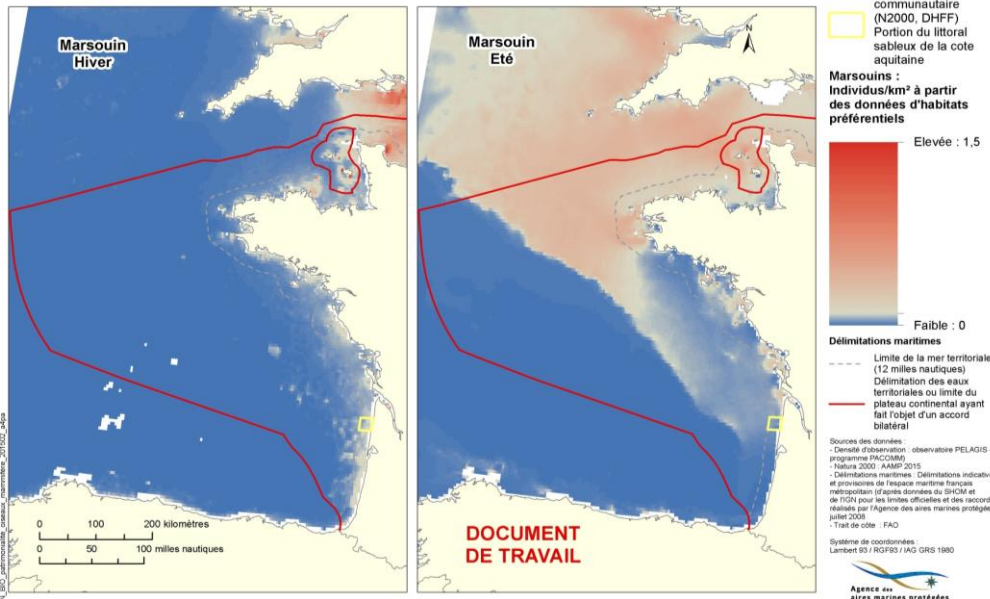 Marsouin
Hiver
0 100 200 kilomètres
0 50 100 milles nautiques
Marsouin
Eté
N
DOCUMENT
DE TRAVAIL
communautaire
(N2000, DHFF)
Portion du littoral
sableux de la cote
aquitaine
Marsouins :
Individus/km² à partir
des données d'habitats
préférentiels
Elevée : 1,5
Faible : 0
Délimitations maritimes
Limite de la mer territoriale
(12 milles nautiques)
Délimitation des eaux
territoriales ou limite du
plateau continental ayant
fait l'objet d'un accord
bilatéral
Sources des données :
- Densité d'observation : observatoire PELAGIS -
programme PACOMM)
- Natura 2000 : AAMP 2015
- Délimitations maritimes : Délimitations indicative
et provisoires de l'espace maritime français
métropolitain (d'après données du SHOM et
de l'IGN pour les limites officielles et des raccord
réalisés par l'Agence des aires marines protégée
juillet 2008
- Trait de côte : FAO
Système de coordonnées :
Lambert 93 / RGF93 / IAG GRS 1980
Agence des
aires marines protégées